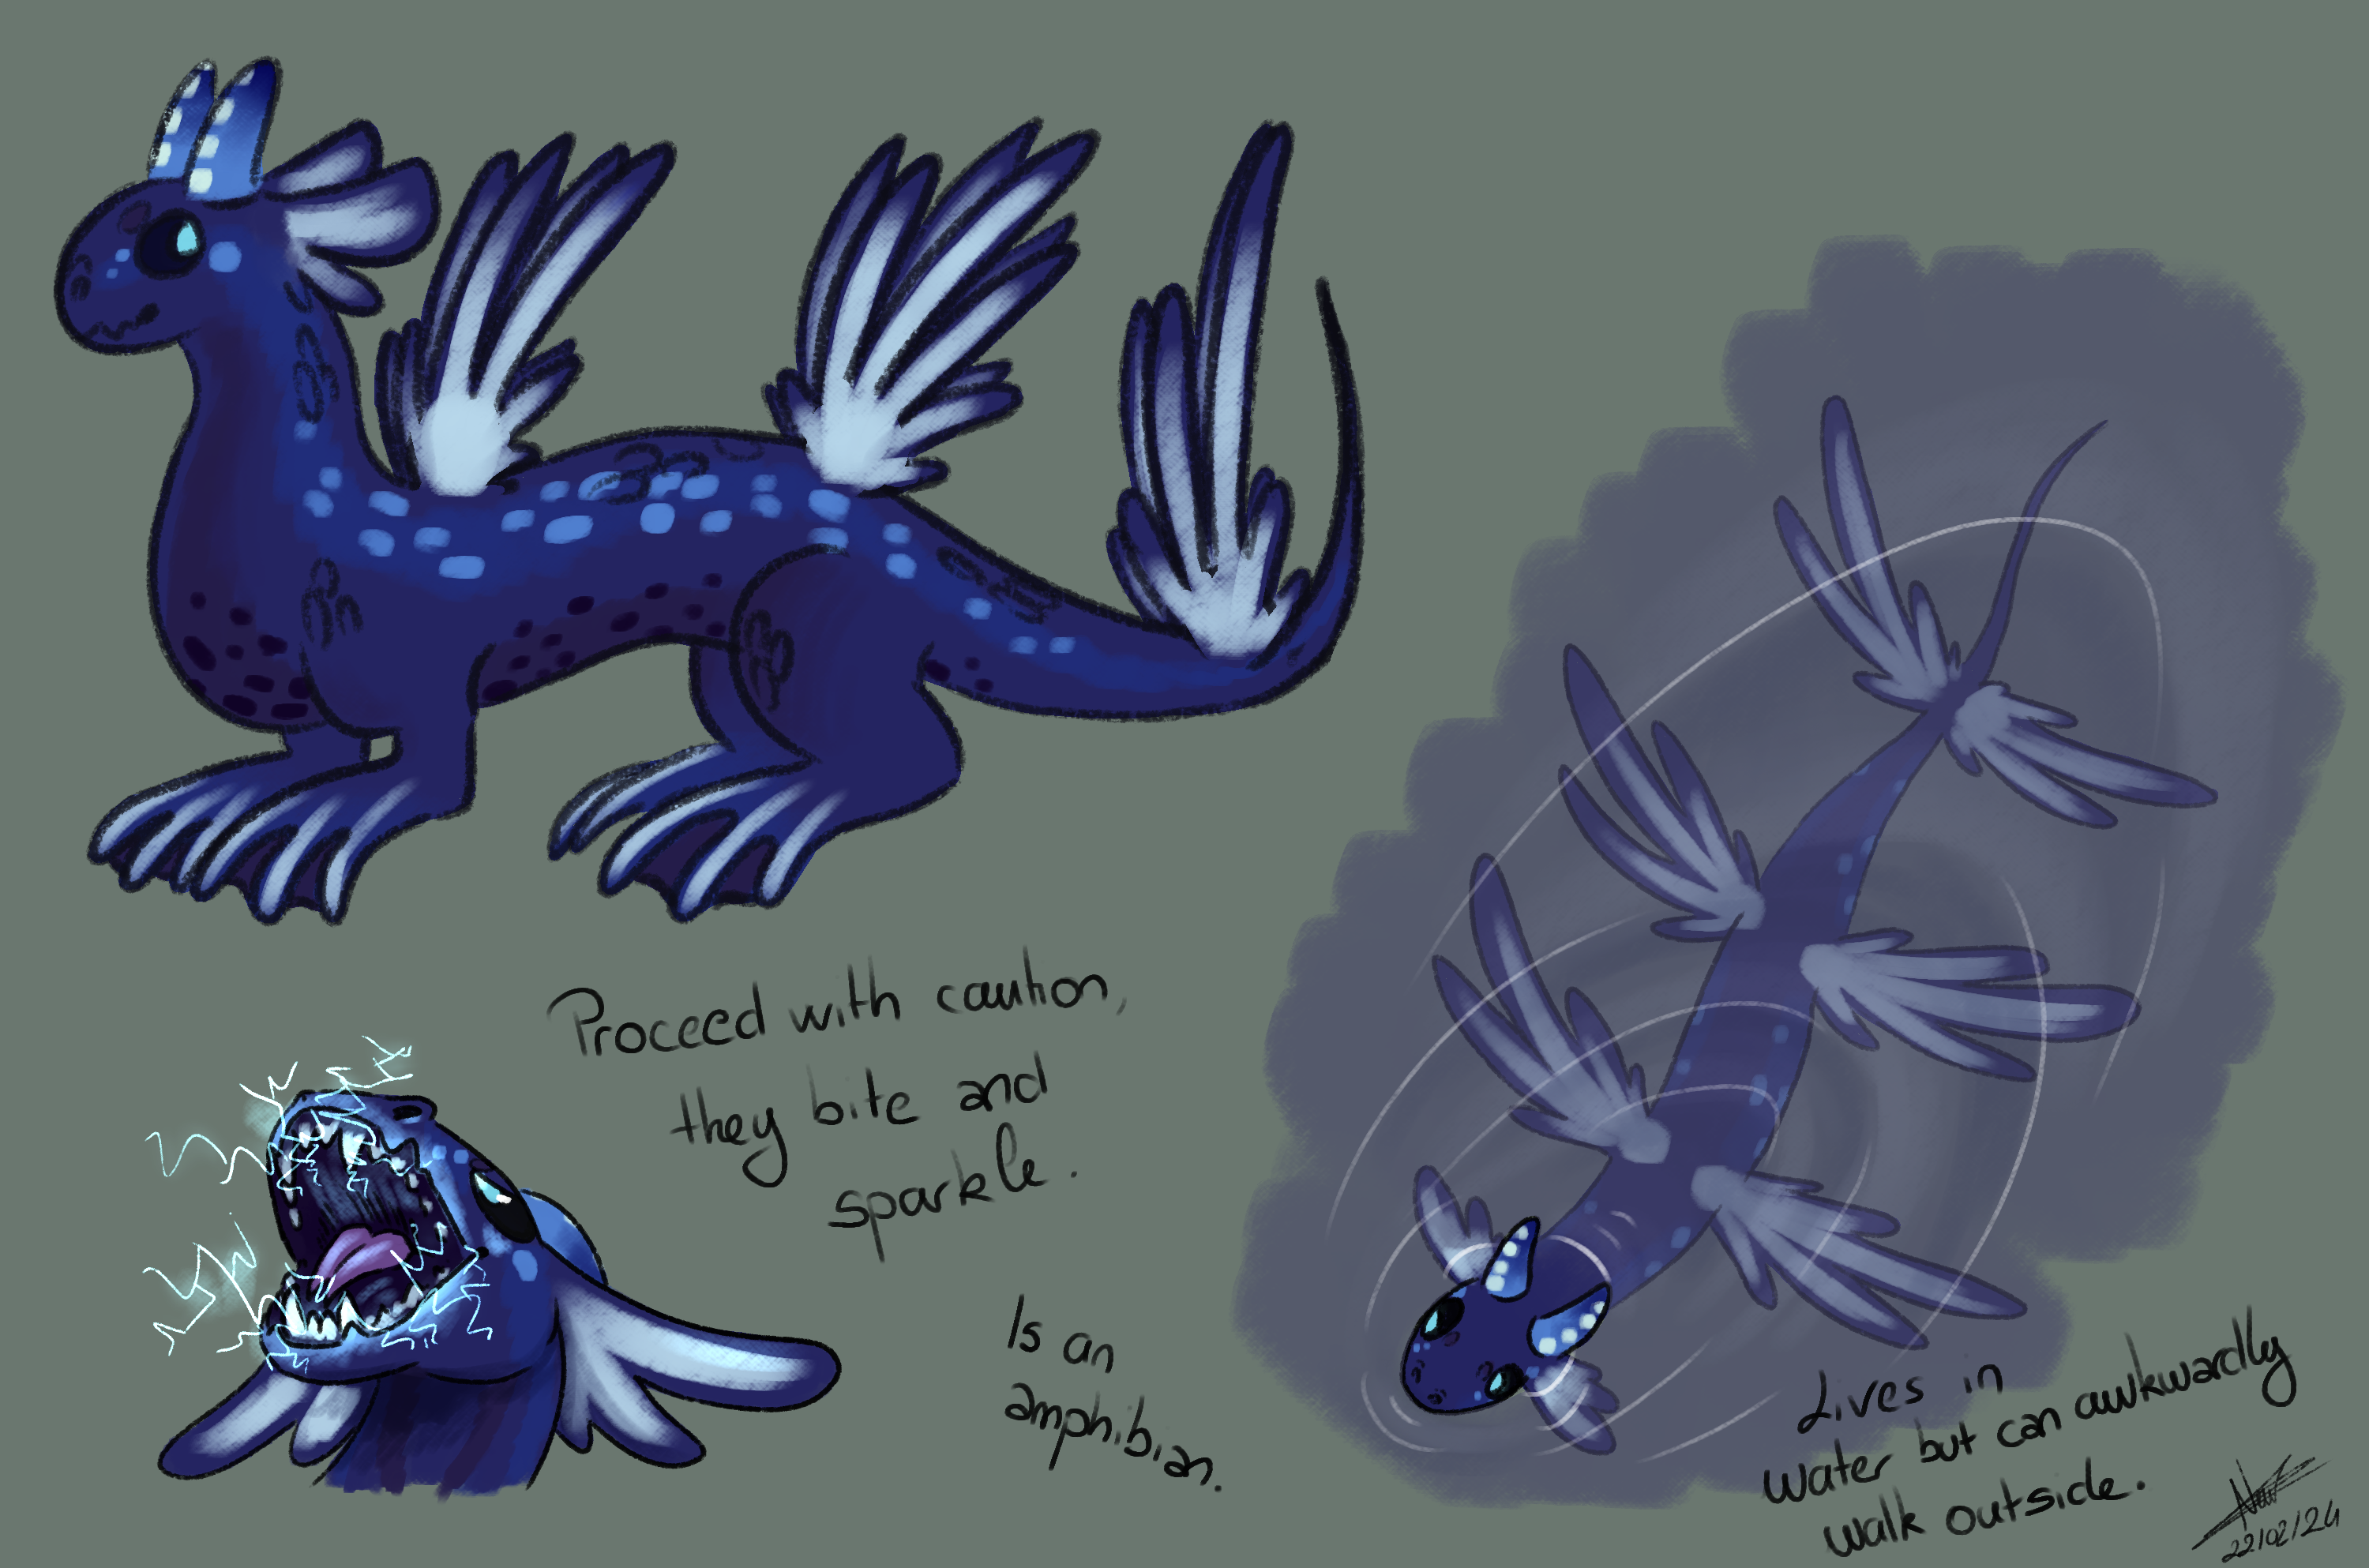 Proceed with caution,
they bite and
sparkle.
Is an
amphibian.
Lives in
water but can awkwardly
walk outside.
22/02/24